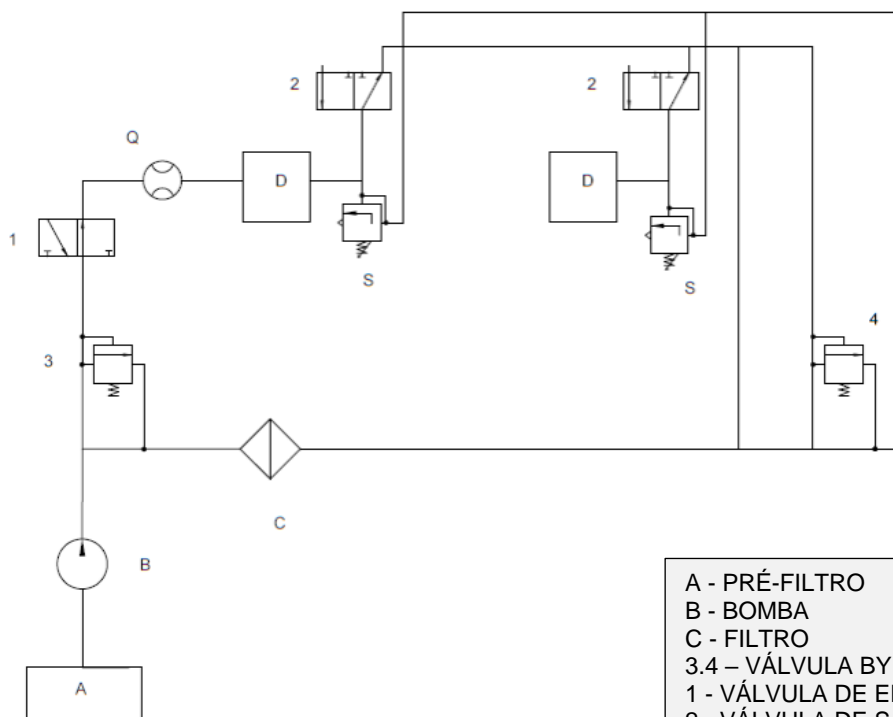 2
2
Q
D
D
1
S
S
4
3
C
B
A
A - PRÉ-FILTRO
B - BOMBA
C - FILTRO
3.4 – VÁLVULA BY
1 - VÁLVULA DE